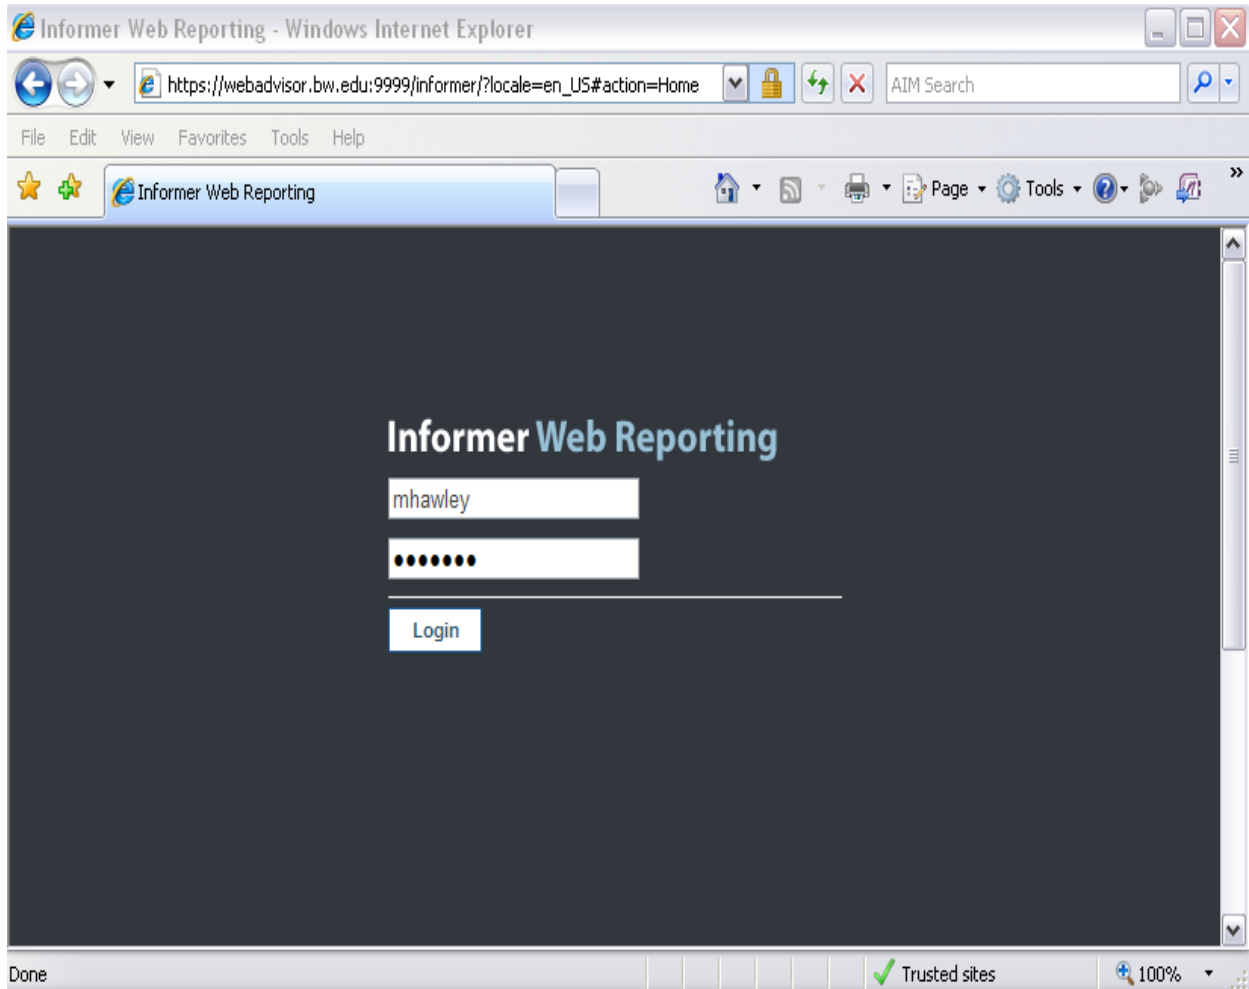 Informer Web Reporting - Windows Internet Explorer
https://webadvisor.bw.edu:9999/informer/?locale=en_US#action=Home AIM Search
File Edit View Favorites Tools Help
Informer Web Reporting Page Tools »
Informer Web Reporting
mhawley
•••••••
Login
Done Trusted sites 100%